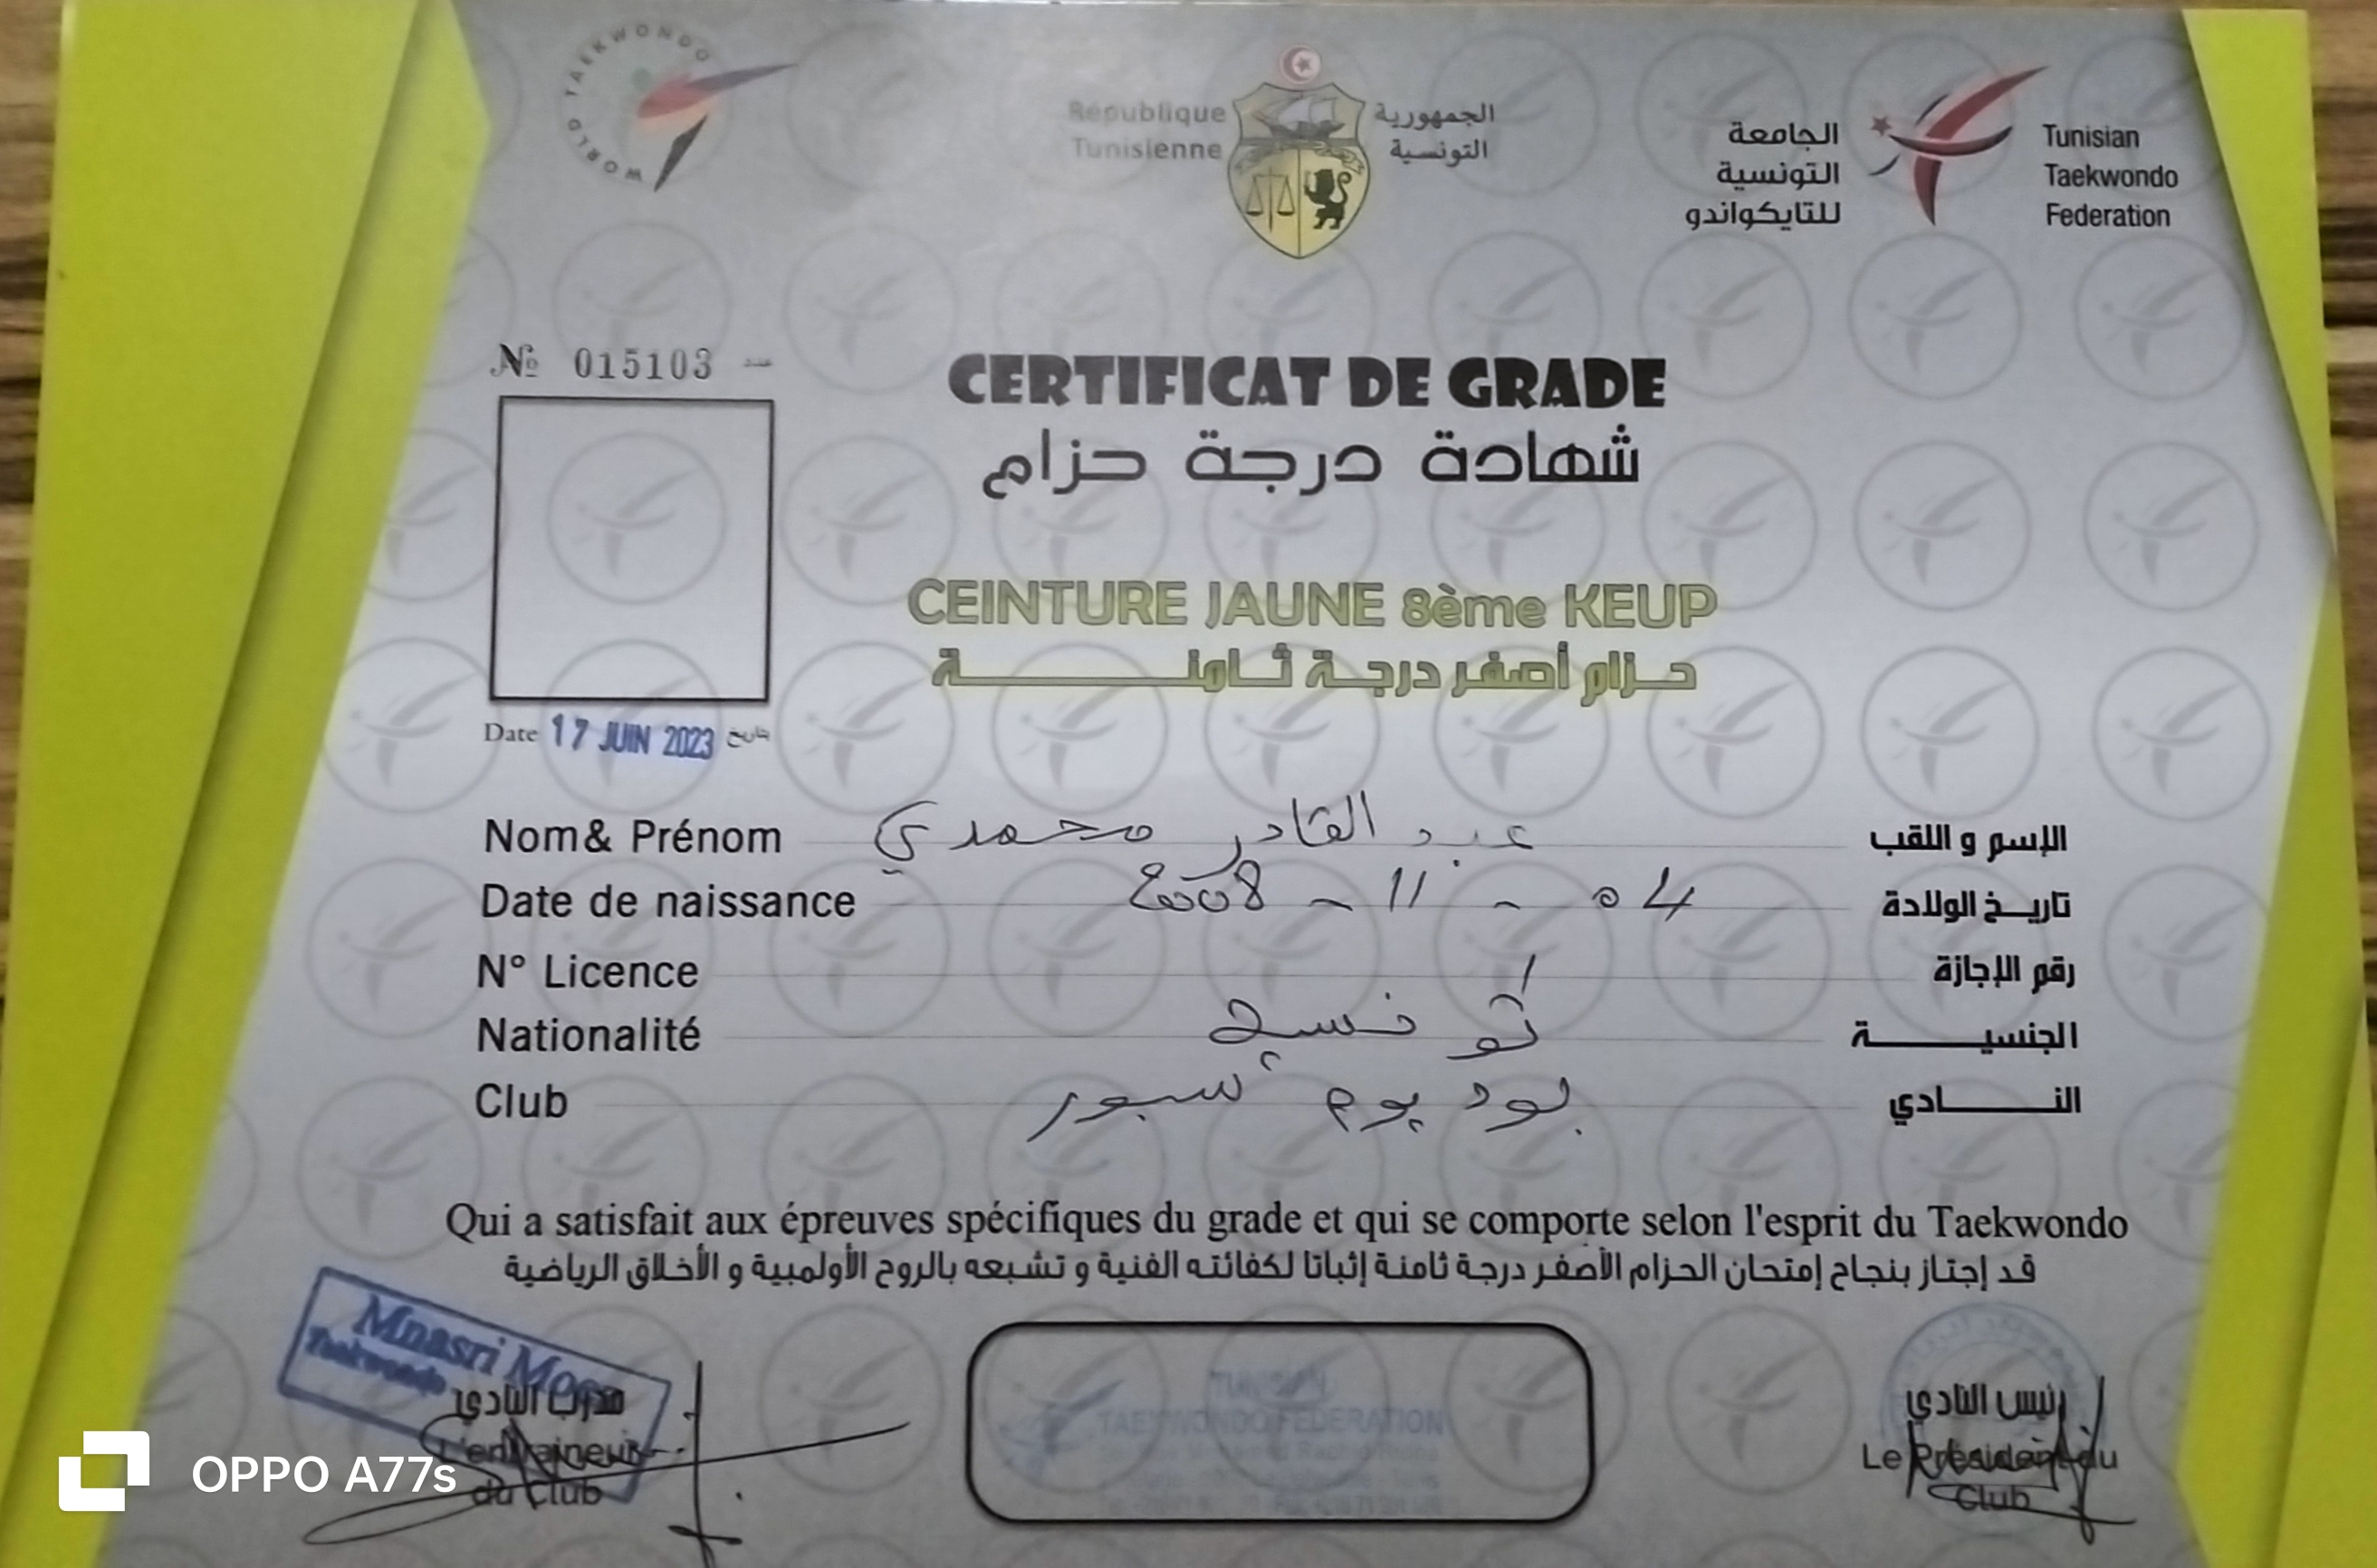 WORLD TAEKWONDO
République Tunisienne
الجمهورية التونسية
الجامعة التونسية للتايكواندو
Tunisian Taekwondo Federation
№ 015103 عدد
CERTIFICAT DE GRADE
شهادة درجة حزام
CEINTURE JAUNE 8ème KEUP
حزام أصفر درجة ثامنة
Date 17 JUIN 2023 بتاريخ
Nom& Prénom عبد القادر محمدي الإسم و اللقب
Date de naissance 04 - 11 - 2008 تاريخ الولادة
N° Licence / رقم الإجازة
Nationalité تونسي الجنسية
Club بوديوم سبور النادي
Qui a satisfait aux épreuves spécifiques du grade et qui se comporte selon l'esprit du Taekwondo
قد إجتاز بنجاح إمتحان الحزام الأصفر درجة ثامنة إثباتا لكفائته الفنية و تشبعه بالروح الأولمبية و الأخلاق الرياضية
Mnasri
Taekwondo
مدرب النادي
L'entraineur
du Club
TUNISIAN
TAEKWONDO FEDERATION
رئيس النادي
Le Président du
Club
OPPO A77s